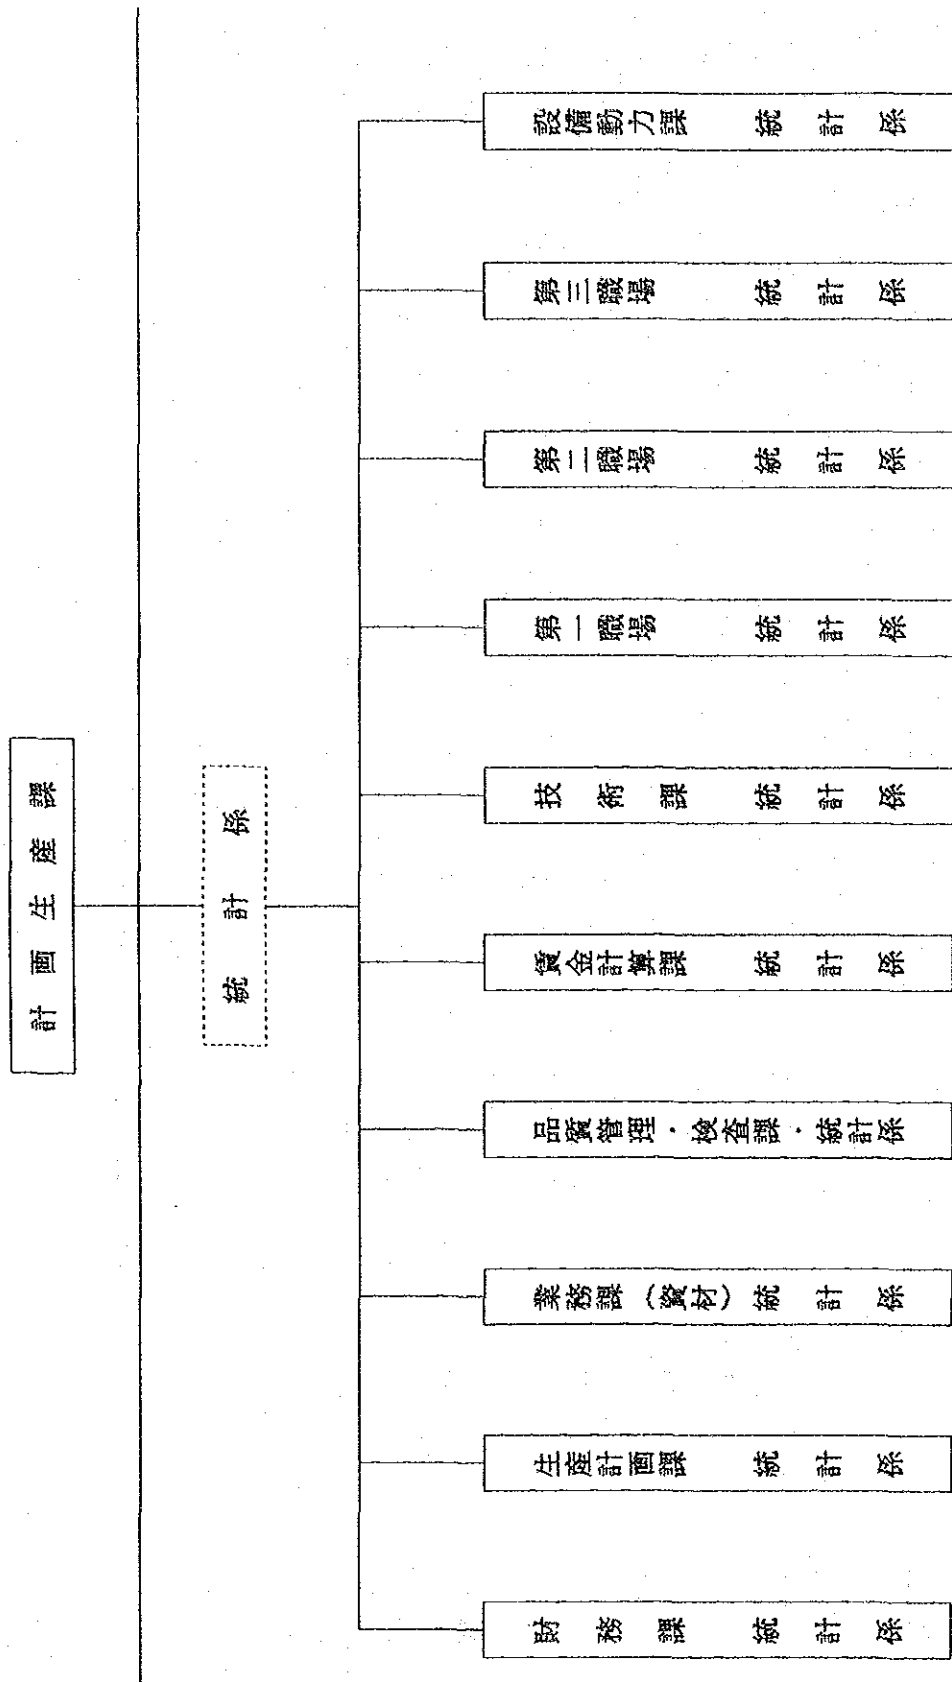 計画生産課
統計係
財務課 統計係
生産計画課 統計係
業務課(資材)統計係
品質管理・検査課・統計係
賃金計算課 統計係
技術課 統計係
第一職場 統計係
第二職場 統計係
第三職場 統計係
設備動力課 統計係